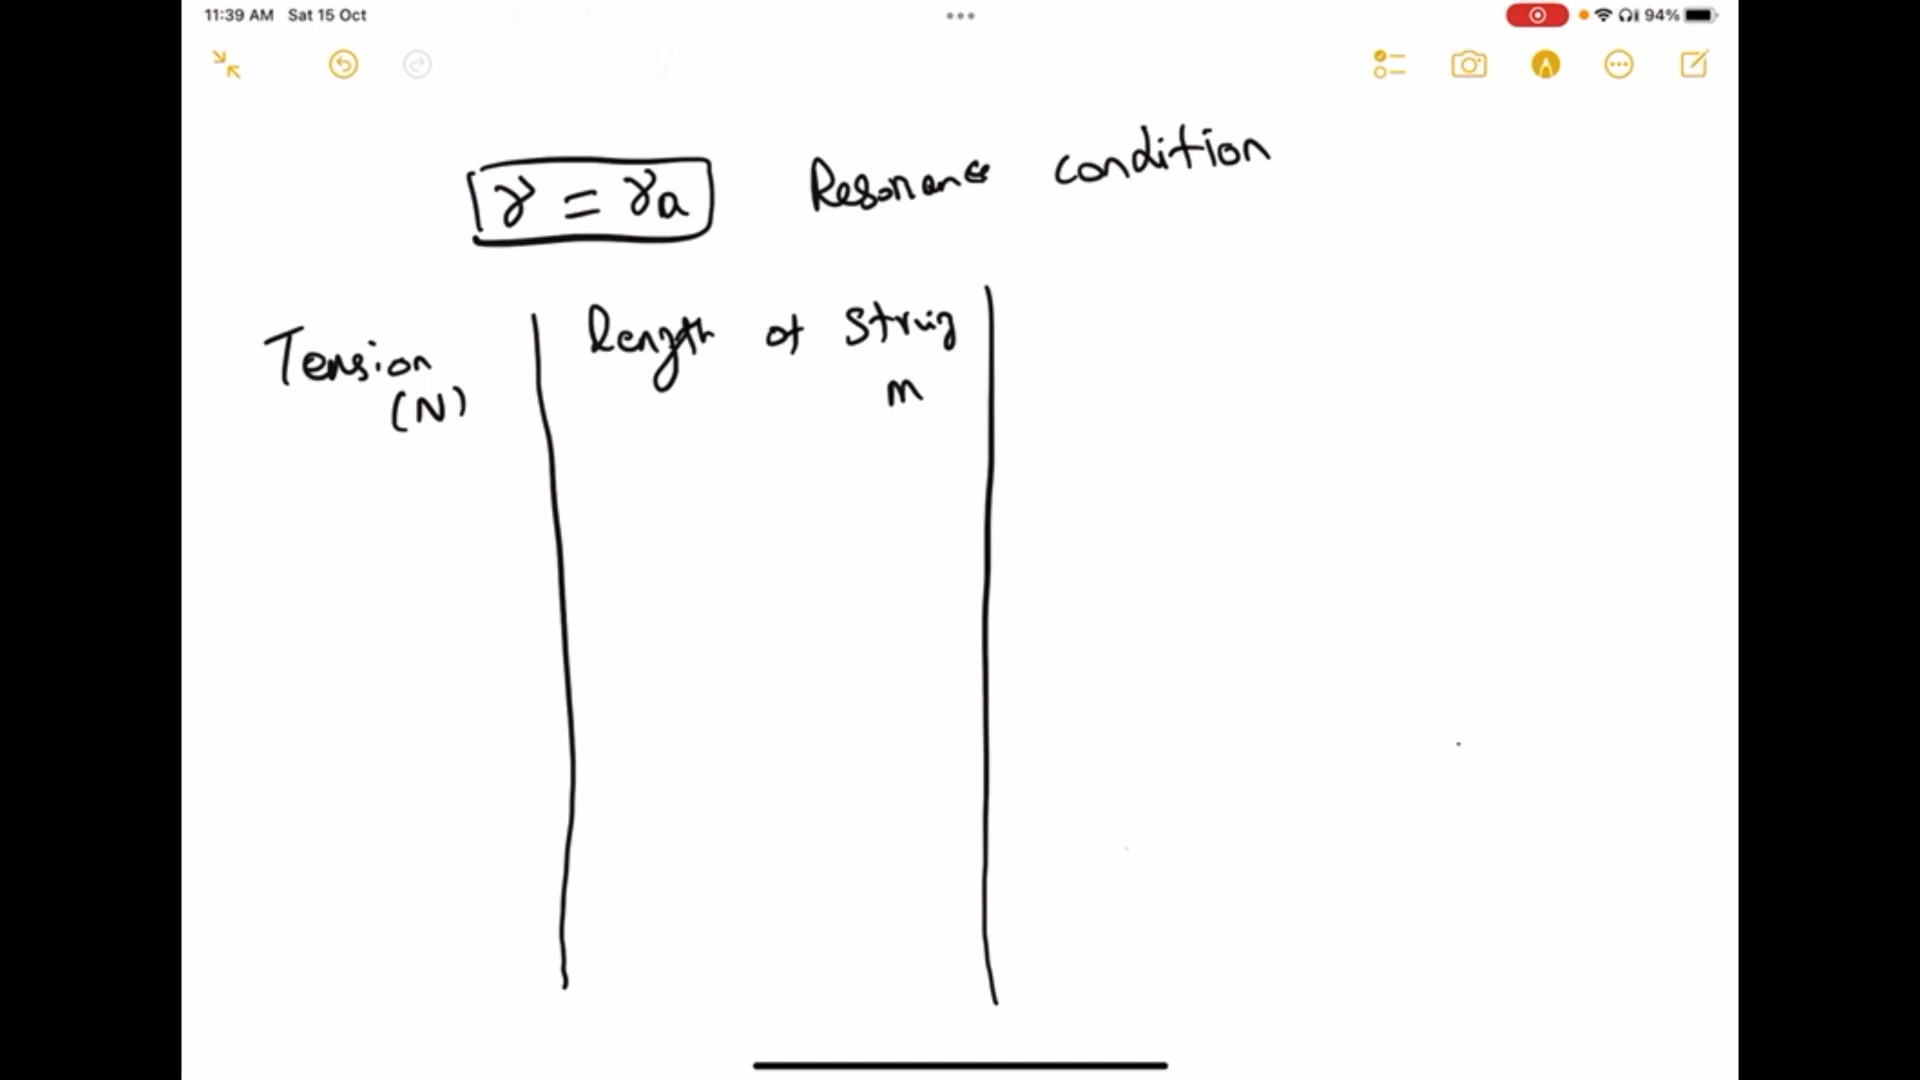 11:39 AM Sat 15 Oct
94%
γ = γa Resonance condition
Tension
(N)
length of string
m